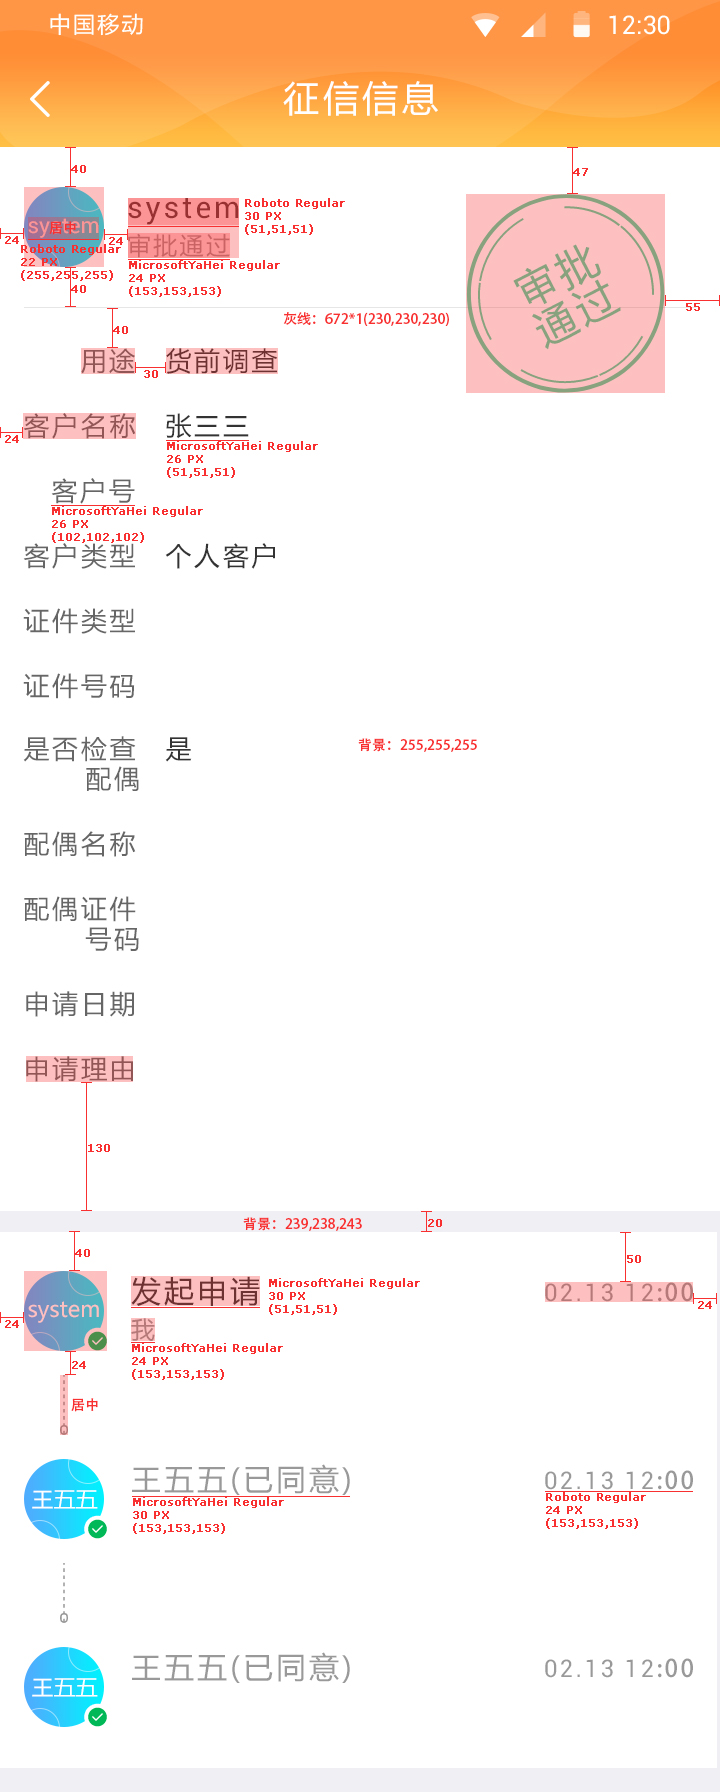 中国移动
12:30
征信信息
40
47
system
居中
24
24
Roboto Regular
22 PX
(255,255,255)
40
system
Roboto Regular
30 PX
(51,51,51)
审批通过
MicrosoftYaHei Regular
24 PX
(153,153,153)
审批
通过
55
灰线：672*1(230,230,230)
40
用途
30
货前调查
24
客户名称
张三三
MicrosoftYaHei Regular
26 PX
(51,51,51)
客户号
MicrosoftYaHei Regular
26 PX
(102,102,102)
客户类型
个人客户
证件类型
证件号码
是否检查
配偶
是
背景：255,255,255
配偶名称
配偶证件
号码
申请日期
申请理由
130
背景：239,238,243
20
40
50
system
24
发起申请
MicrosoftYaHei Regular
30 PX
(51,51,51)
02.13 12:00
24
我
MicrosoftYaHei Regular
24 PX
(153,153,153)
24
居中
王五五
王五五(已同意)
MicrosoftYaHei Regular
30 PX
(153,153,153)
02.13 12:00
Roboto Regular
24 PX
(153,153,153)
王五五
王五五(已同意)
02.13 12:00